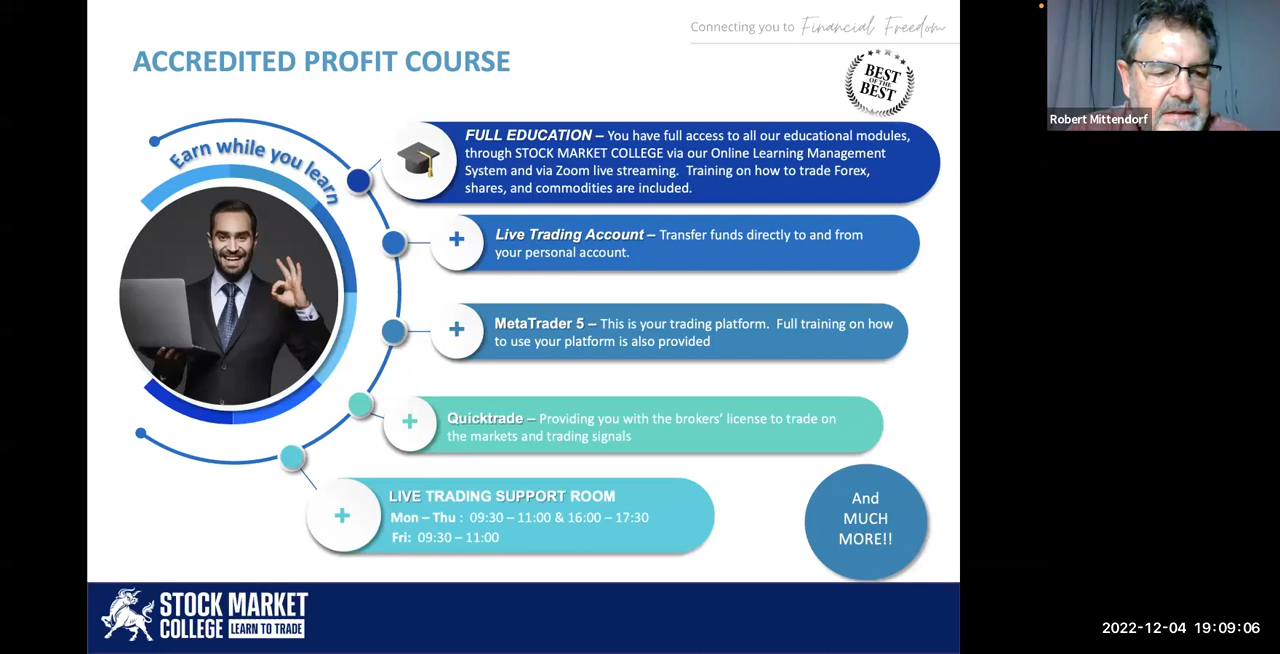 Connecting you to Financial Freedom
ACCREDITED PROFIT COURSE
BEST
OF THE
BEST
Earn while you learn
FULL EDUCATION – You have full access to all our educational modules,
through STOCK MARKET COLLEGE via our Online Learning Management
System and via Zoom live streaming. Training on how to trade Forex,
shares, and commodities are included.
Live Trading Account – Transfer funds directly to and from
your personal account.
MetaTrader 5 – This is your trading platform. Full training on how
to use your platform is also provided
Quicktrade – Providing you with the brokers' license to trade on
the markets and trading signals
LIVE TRADING SUPPORT ROOM
Mon – Thu : 09:30 – 11:00 & 16:00 – 17:30
Fri: 09:30 – 11:00
And
MUCH
MORE!!
STOCK MARKET
COLLEGE LEARN TO TRADE
Robert Mittendorf
2022-12-04 19:09:06